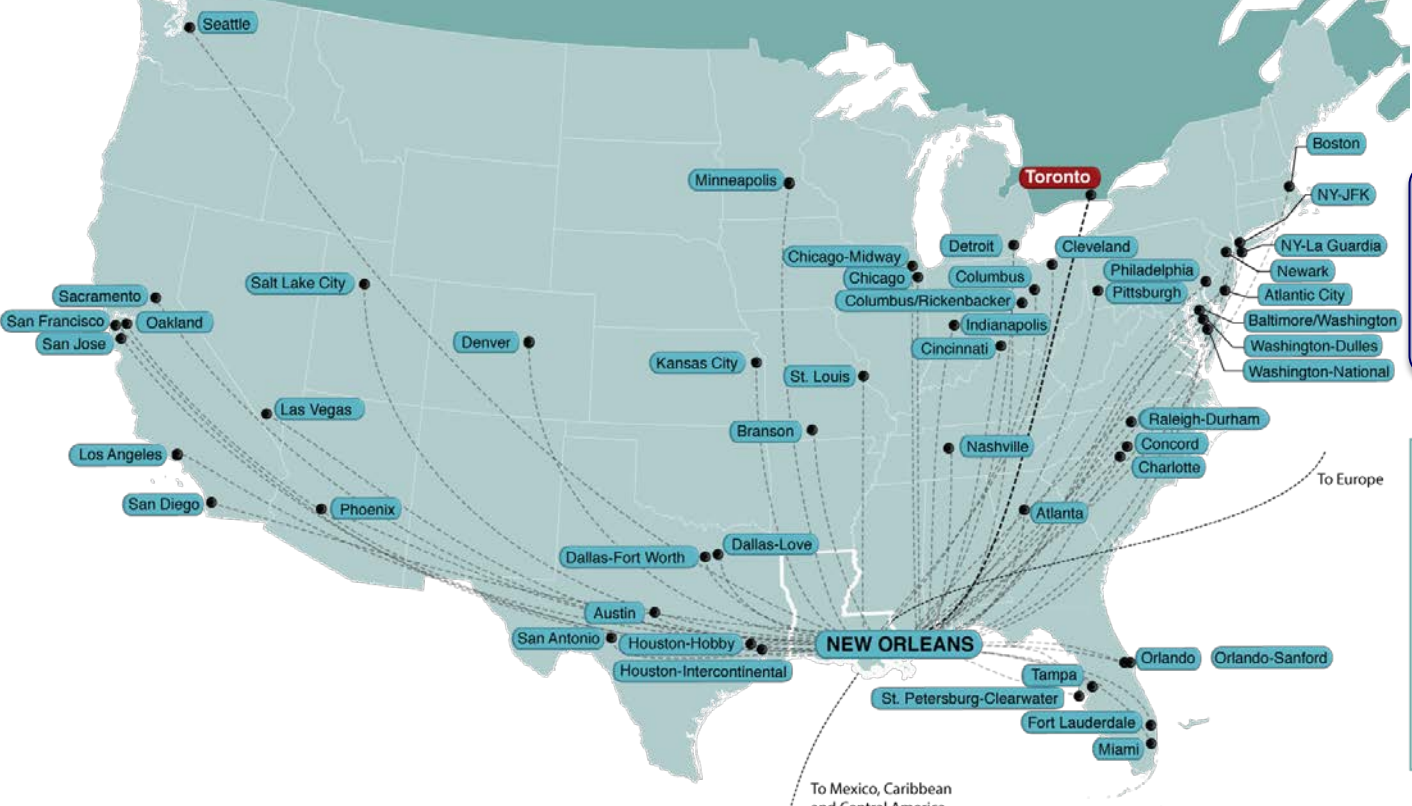 Seattle
Boston
Minneapolis
Toronto
NY-JFK
Detroit
Cleveland
NY-La Guardia
Chicago-Midway
Philadelphia
Newark
Chicago
Columbus
Salt Lake City
Pittsburgh
Sacramento
Atlantic City
Columbus/Rickenbacker
San Francisco
Oakland
Indianapolis
Baltimore/Washington
San Jose
Denver
Cincinnati
Washington-Dulles
Kansas City
St. Louis
Washington-National
Las Vegas
Raleigh-Durham
Branson
Nashville
Concord
Los Angeles
Charlotte
To Europe
San Diego
Phoenix
Atlanta
Dallas-Love
Dallas-Fort Worth
Austin
San Antonio
Houston-Hobby
NEW ORLEANS
Orlando
Orlando-Sanford
Houston-Intercontinental
Tampa
St. Petersburg-Clearwater
Fort Lauderdale
Miami
To Mexico, Caribbean
and Central America